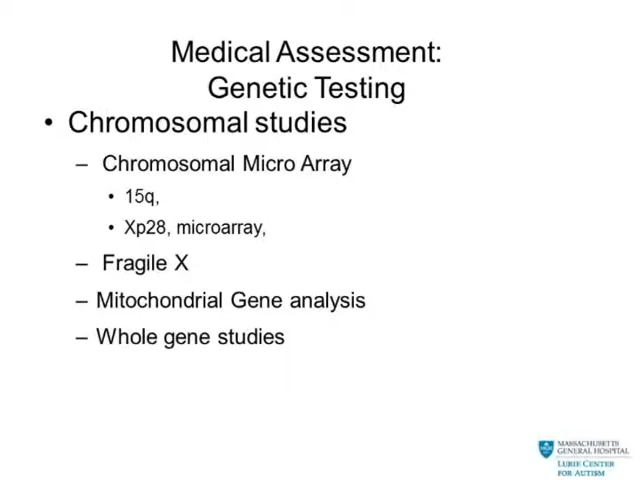 Medical Assessment:
Genetic Testing
• Chromosomal studies
– Chromosomal Micro Array
• 15q,
• Xp28, microarray,
– Fragile X
– Mitochondrial Gene analysis
– Whole gene studies
MASSACHUSETTS
GENERAL HOSPITAL
LURIE CENTER
FOR AUTISM